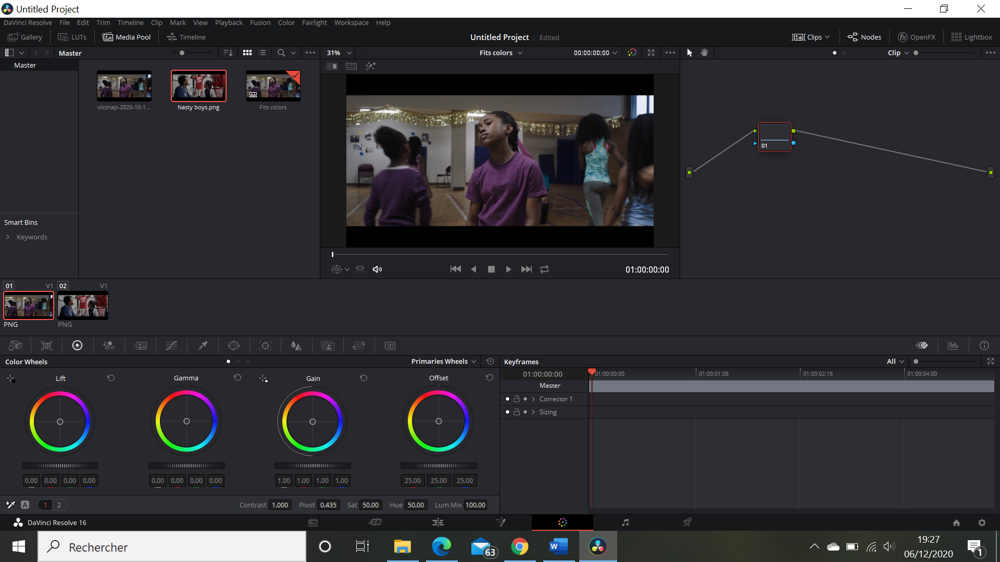 Untitled Project
DaVinci Resolve File Edit Trim Timeline Clip Mark View Playback Fusion Color Fairlight Workspace Help
Gallery LUTs Media Pool Timeline Untitled Project Edited Clips Nodes OpenFX Lightbox
Master 31% Fits colors 00:00:00:00 Clip
Master
vlcsnap-2020-10-1... Nasty boys.png Fits colors
01
Smart Bins
Keywords
01:00:00:00
01 V1 02 V1
PNG PNG
3D
Color Wheels Primaries Wheels Keyframes All
Lift Gamma Gain Offset
01:00:00:00 01:00:00:00 01:00:01:08 01:00:02:16 01:00:04:00
Master
Corrector 1
Sizing
0.00 0.00 0.00 0.00 0.00 0.00 0.00 0.00 1.00 1.00 1.00 1.00 25.00 25.00 25.00
A 1 2 Contrast 1.000 Pivot 0.435 Sat 50.00 Hue 50.00 Lum Mix 100.00
DaVinci Resolve 16
Rechercher 63 W 19:27
06/12/2020 1